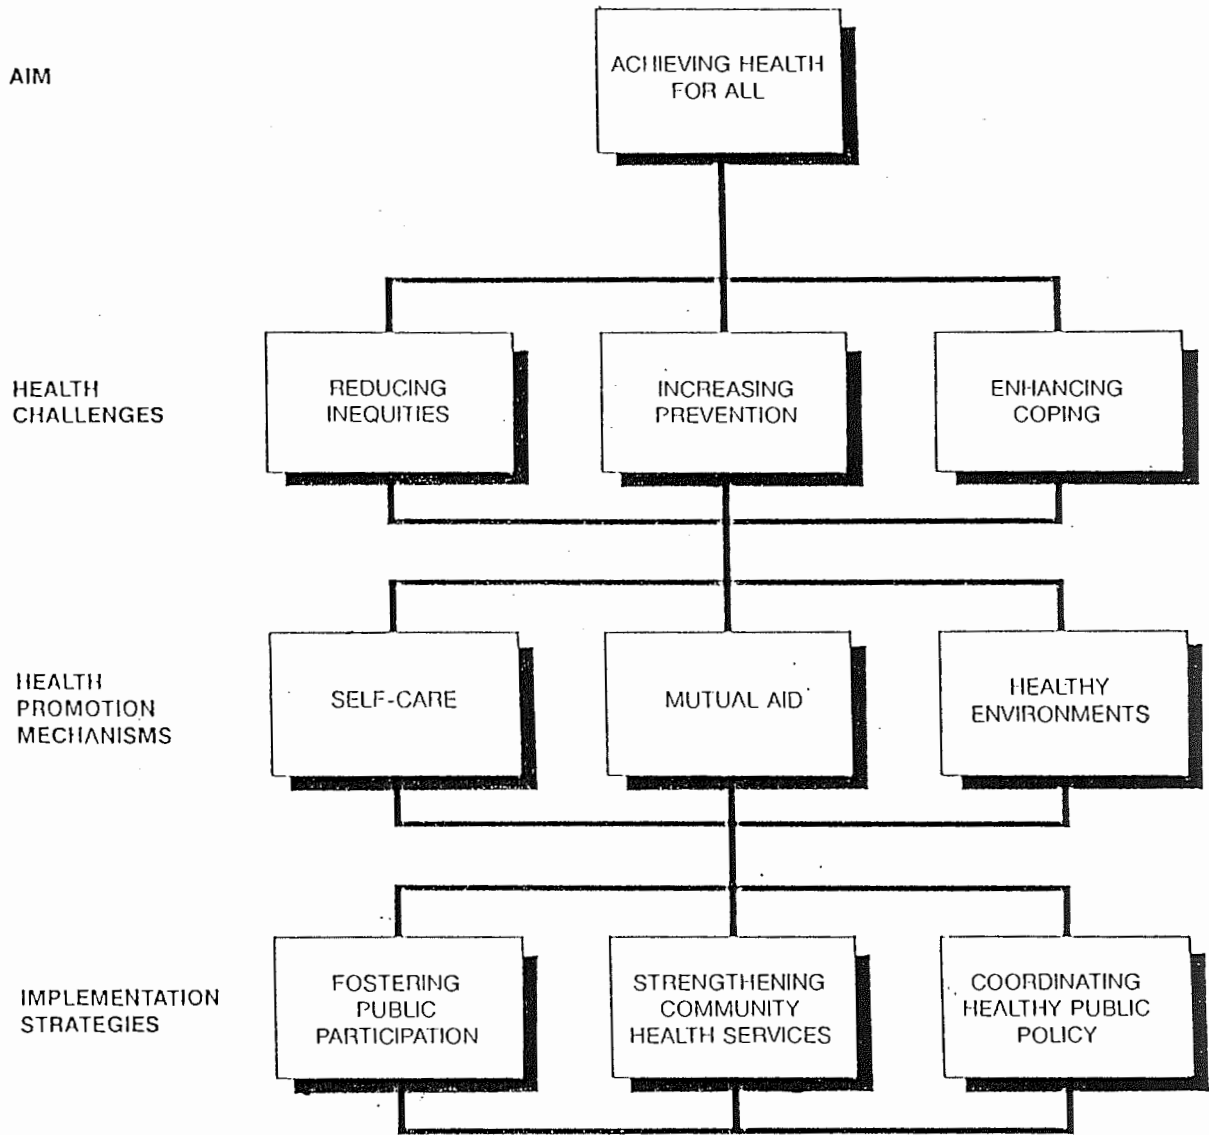 AIM
ACHIEVING HEALTH
FOR ALL
HEALTH
CHALLENGES
REDUCING
INEQUITIES
INCREASING
PREVENTION
ENHANCING
COPING
HEALTH
PROMOTION
MECHANISMS
SELF-CARE
MUTUAL AID
HEALTHY
ENVIRONMENTS
IMPLEMENTATION
STRATEGIES
FOSTERING
PUBLIC
PARTICIPATION
STRENGTHENING
COMMUNITY
HEALTH SERVICES
COORDINATING
HEALTHY PUBLIC
POLICY